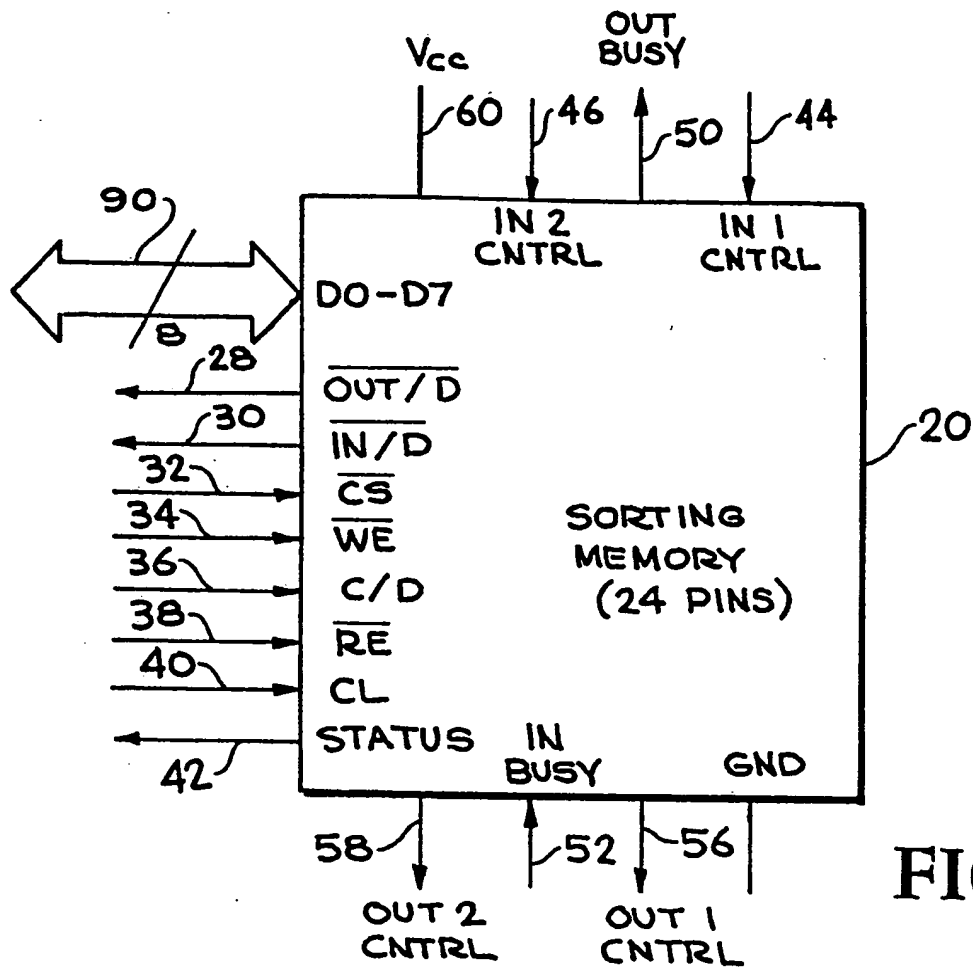 OUT
BUSY
Vcc
60
46
50
44
90
IN 2
CNTRL
IN 1
CNTRL
D0-D7
8
28
OUT/D
30
IN/D
32
CS
34
WE
36
C/D
38
RE
40
CL
42
STATUS
20
SORTING
MEMORY
(24 PINS)
IN
BUSY
GND
58
52
56
OUT 2
CNTRL
OUT 1
CNTRL
FIG